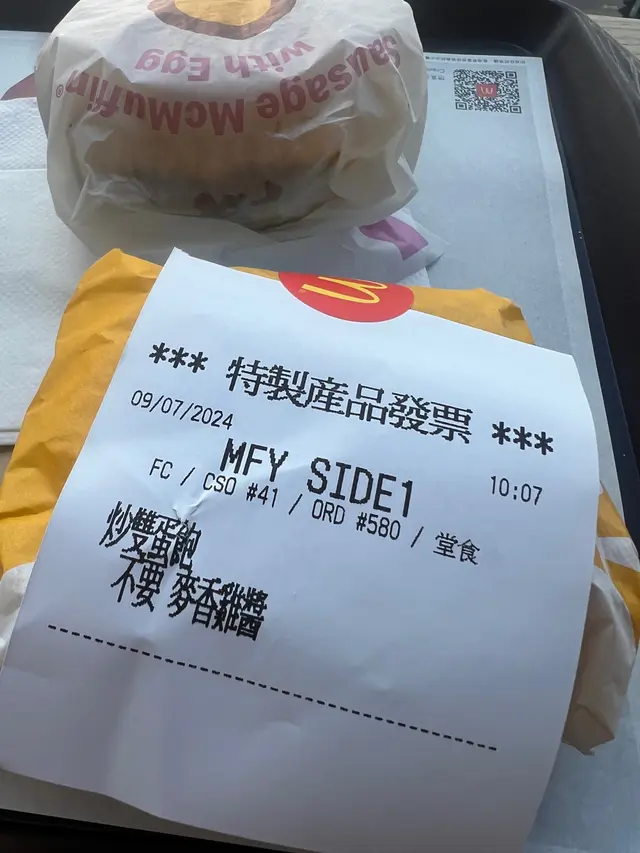 Sausage McMuffin®
with Egg
*** 特製產品發票 ***
09/07/2024
10:07
MFY SIDE1
FC / CSO #41 / ORD #580 / 堂食
炒雙蛋飽
不要 麥香雞醬